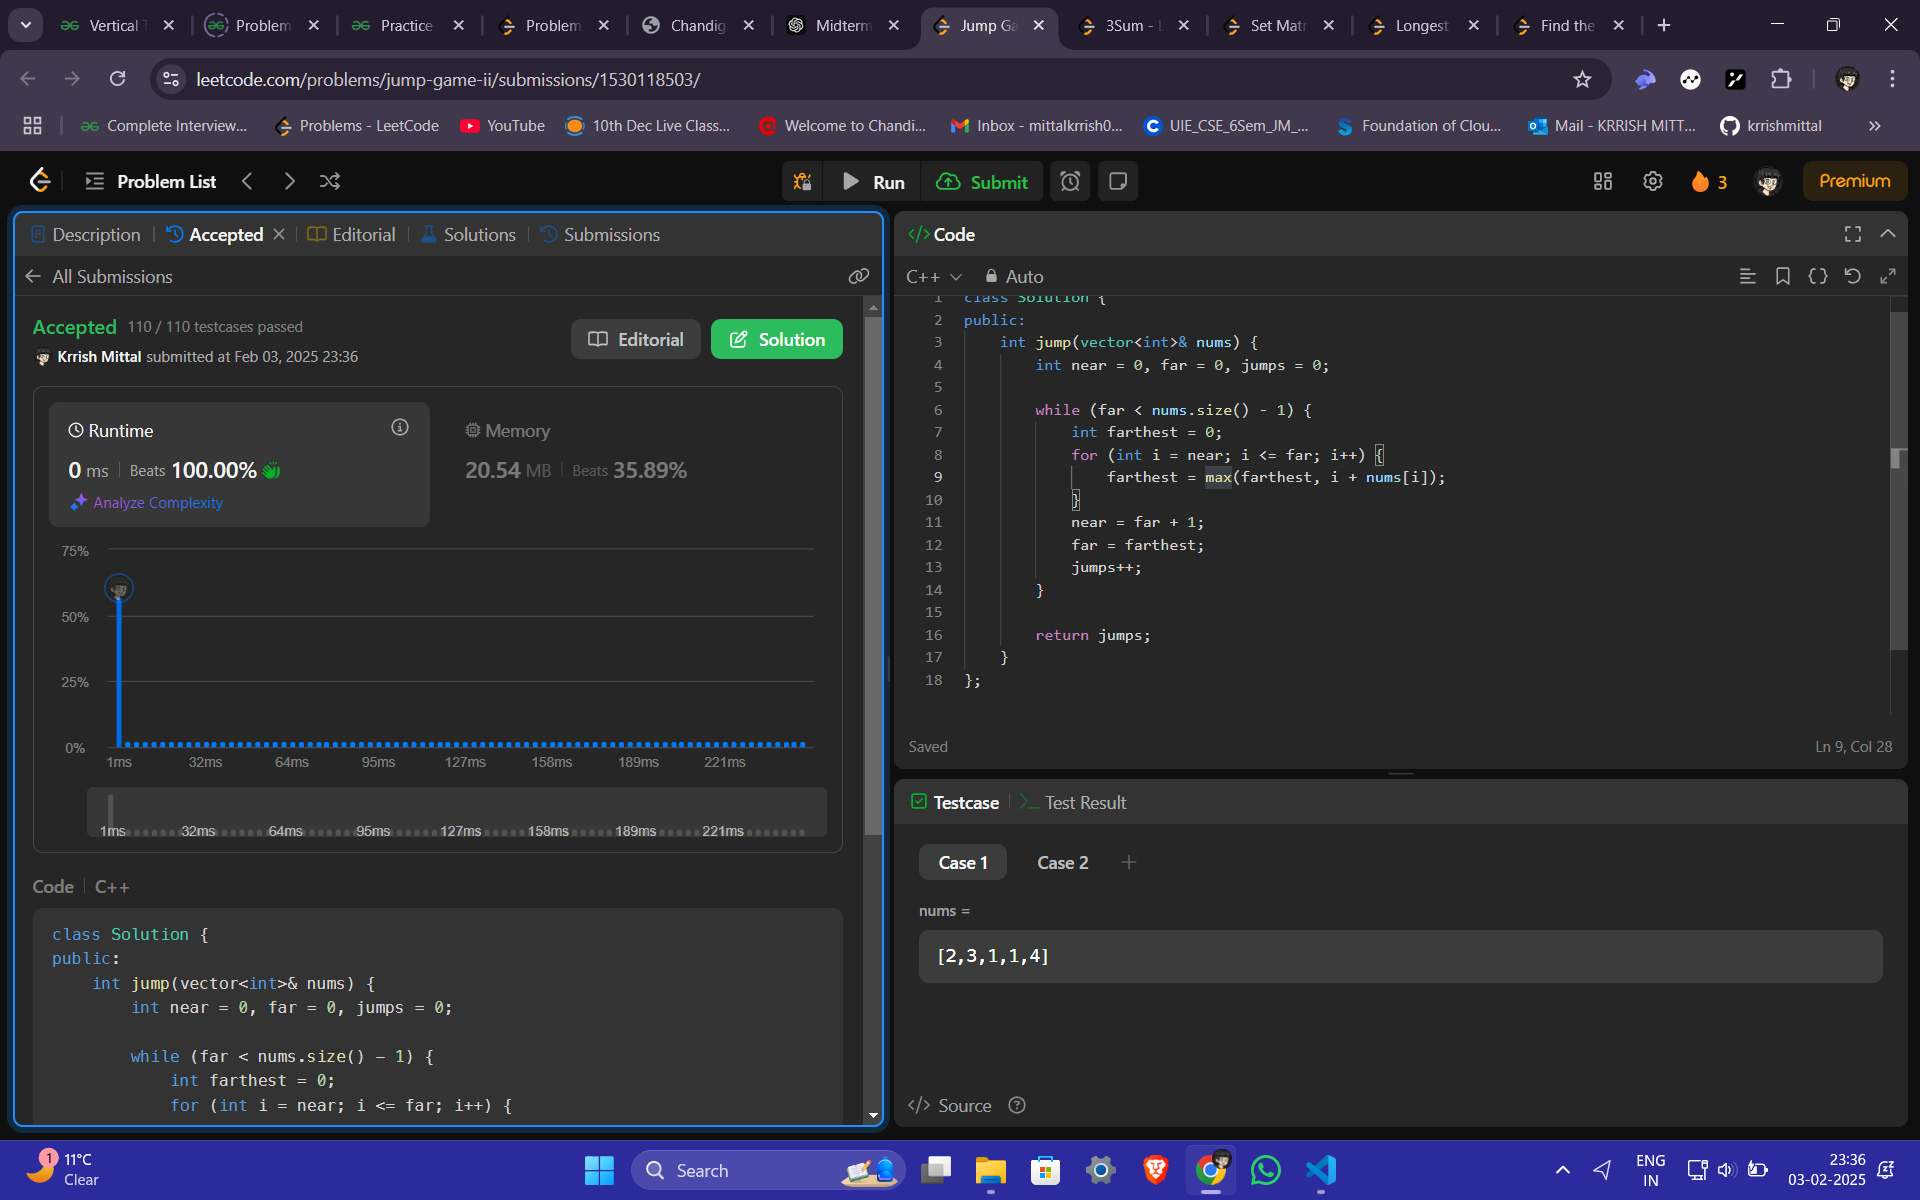 Vertical T
Problem
Practice
Problem
Chandig
Midterm
Jump Ga
3Sum - L
Set Matr
Longest
Find the
leetcode.com/problems/jump-game-ii/submissions/1530118503/
Complete Interview...
Problems - LeetCode
YouTube
10th Dec Live Class...
Welcome to Chandi...
Inbox - mittalkrrish0...
UIE_CSE_6Sem_JM_...
Foundation of Clou...
Mail - KRRISH MITT...
krrishmittal
Problem List
Run
Submit
3
Premium
Description
Accepted
Editorial
Solutions
Submissions
All Submissions
Accepted 110 / 110 testcases passed
Krrish Mittal submitted at Feb 03, 2025 23:36
Editorial
Solution
Runtime
0 ms Beats 100.00%
Analyze Complexity
Memory
20.54 MB Beats 35.89%
75%
50%
25%
0%
1ms 32ms 64ms 95ms 127ms 158ms 189ms 221ms
1ms 32ms 64ms 95ms 127ms 158ms 189ms 221ms
Code C++
class Solution {
public:
int jump(vector<int>& nums) {
int near = 0, far = 0, jumps = 0;
while (far < nums.size() - 1) {
int farthest = 0;
for (int i = near; i <= far; i++) {
</> Code
C++ Auto
1 class Solution {
2 public:
3 int jump(vector<int>& nums) {
4 int near = 0, far = 0, jumps = 0;
5
6 while (far < nums.size() - 1) {
7 int farthest = 0;
8 for (int i = near; i <= far; i++) {
9 farthest = max(farthest, i + nums[i]);
10 }
11 near = far + 1;
12 far = farthest;
13 jumps++;
14 }
15
16 return jumps;
17 }
18 };
Saved
Ln 9, Col 28
Testcase
Test Result
Case 1
Case 2
nums =
[2,3,1,1,4]
</> Source
1
11°C
Clear
Search
ENG
IN
23:36
03-02-2025